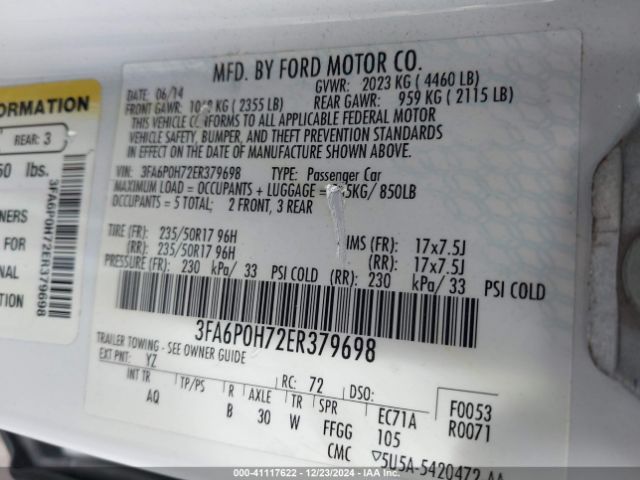 MFD. BY FORD MOTOR CO.
DATE: 06/14
GVWR: 2023 KG ( 4460 LB)
FRONT GAWR: KG ( 2355 LB)
REAR GAWR: 959 KG ( 2115 LB)
THIS VEHICLE CONFORMS TO ALL APPLICABLE FEDERAL MOTOR
VEHICLE SAFETY, BUMPER, AND THEFT PREVENTION STANDARDS
IN EFFECT ON THE DATE OF MANUFACTURE SHOWN ABOVE.
VIN: 3FA6P0H72ER379698 TYPE: Passenger Car
MAXIMUM LOAD = OCCUPANTS + LUGGAGE = 5KG/ 850LB
OCCUPANTS = 5 TOTAL; 2 FRONT, 3 REAR
TIRE (FR): 235/50R17 96H IMS (FR): 17x7.5J
(RR): 235/50R17 96H (RR): 17x7.5J
PRESSURE (FR): 230 kPa/ 33 PSI COLD (RR): 230 kPa/ 33 PSI COLD
3FA6P0H72ER379698
TRAILER TOWING - SEE OWNER GUIDE
EXT PNT: YZ RC: 72 DSO:
INT TR TP/PS R AXLE TR SPR EC71A F0053
AQ B 30 W FFGG 105 R0071
CMC ▽5U5A-5420472-AA
ORMATION
REAR: 3
50 lbs.
WNERS
FOR
NAL
N
3FA6P0H72ER379698
00-41117622 - 12/23/2024 - IAAI.COM